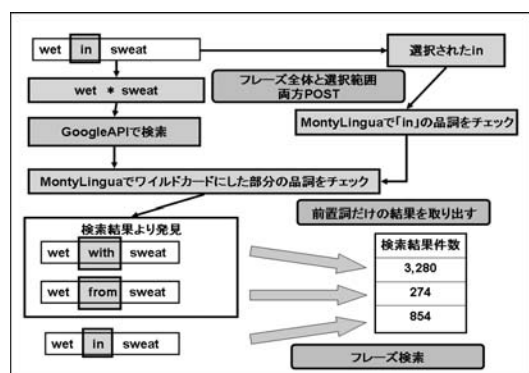 wet in sweat
選択されたin
wet * sweat
フレーズ全体と選択範囲
両方POST
GoogleAPIで検索
MontyLinguaで「in」の品詞をチェック
MontyLinguaでワイルドカードにした部分の品詞をチェック
前置詞だけの結果を取り出す
検索結果より発見
wet with sweat
wet from sweat
wet in sweat
検索結果件数
3,280
274
854
フレーズ検索